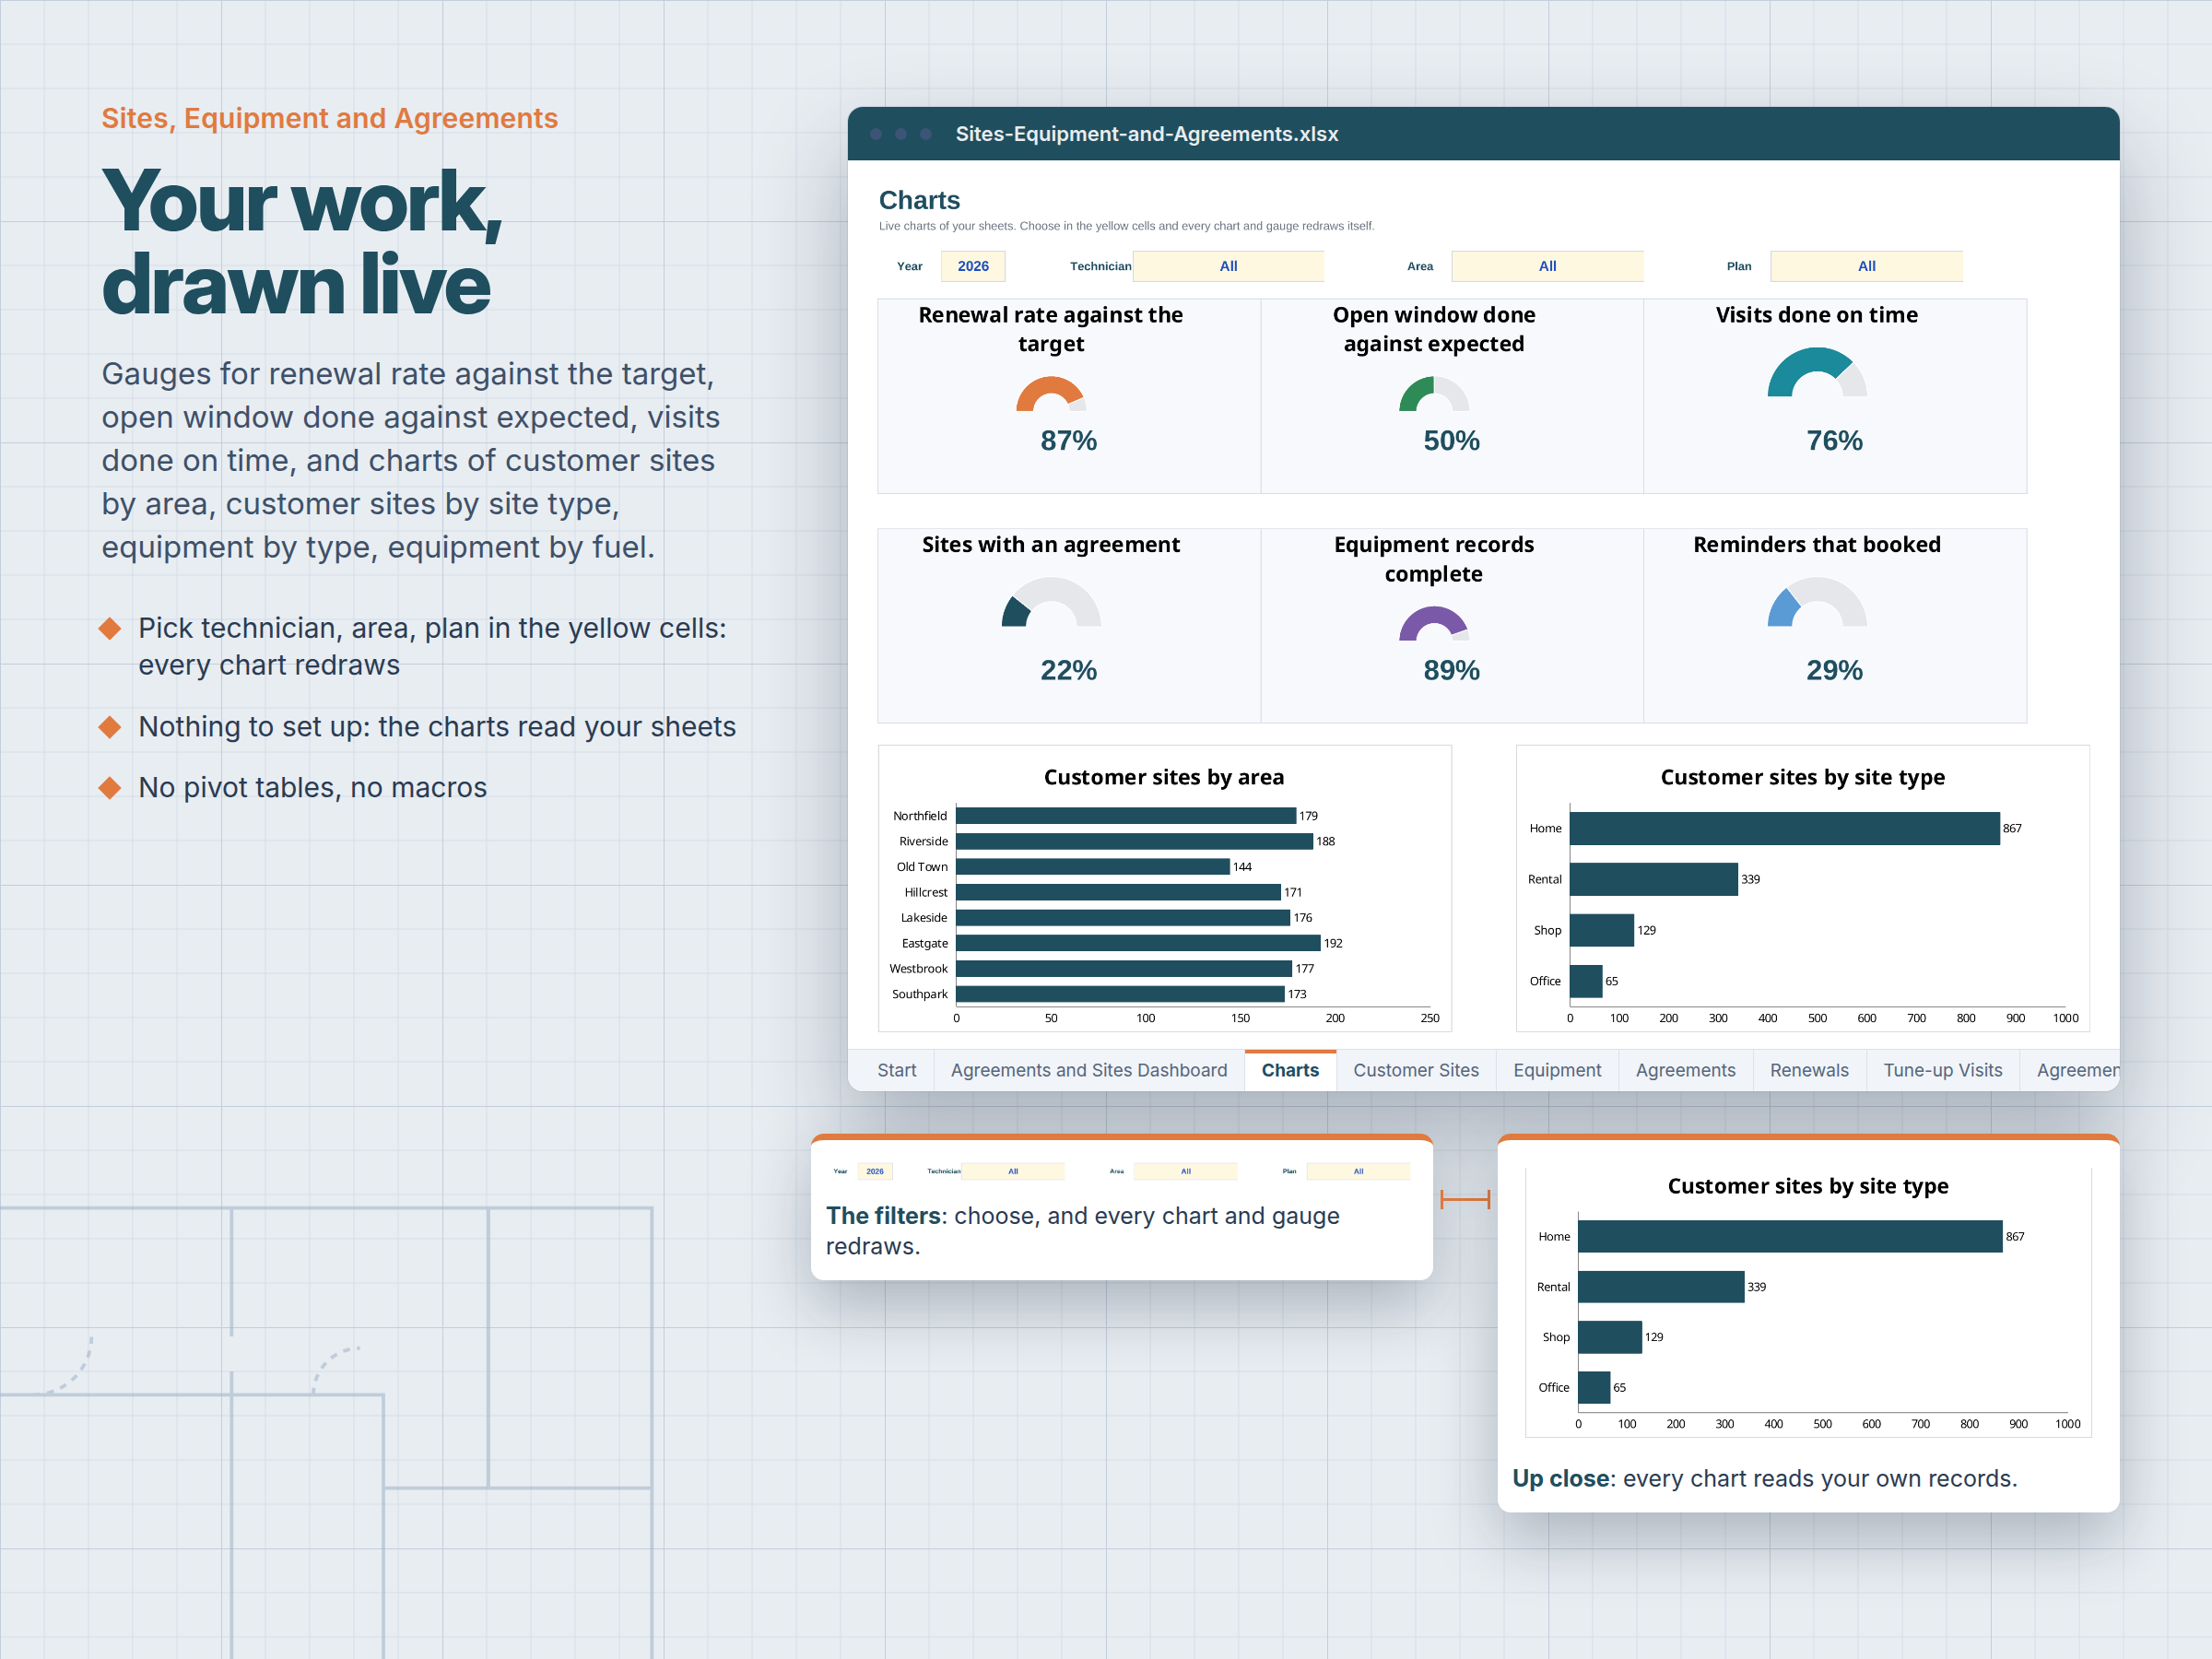 Sites, Equipment and Agreements
Your work,
drawn live
Gauges for renewal rate against the target,
open window done against expected, visits
done on time, and charts of customer sites
by area, customer sites by site type,
equipment by type, equipment by fuel.
Pick technician, area, plan in the yellow cells:
every chart redraws
Nothing to set up: the charts read your sheets
No pivot tables, no macros
Sites-Equipment-and-Agreements.xlsx
Charts
Live charts of your sheets. Choose in the yellow cells and every chart and gauge redraws itself.
Year 2026 Technician All Area All Plan All
Renewal rate against the
target
87%
Open window done
against expected
50%
Visits done on time
76%
Sites with an agreement
22%
Equipment records
complete
89%
Reminders that booked
29%
Customer sites by area
Northfield 179
Riverside 188
Old Town 144
Hillcrest 171
Lakeside 176
Eastgate 192
Westbrook 177
Southpark 173
0 50 100 150 200 250
Customer sites by site type
Home 867
Rental 339
Shop 129
Office 65
0 100 200 300 400 500 600 700 800 900 1000
Start Agreements and Sites Dashboard Charts Customer Sites Equipment Agreements Renewals Tune-up Visits Agreemen
Year 2026 Technician All Area All Plan All
The filters: choose, and every chart and gauge
redraws.
Customer sites by site type
Home 867
Rental 339
Shop 129
Office 65
0 100 200 300 400 500 600 700 800 900 1000
Up close: every chart reads your own records.